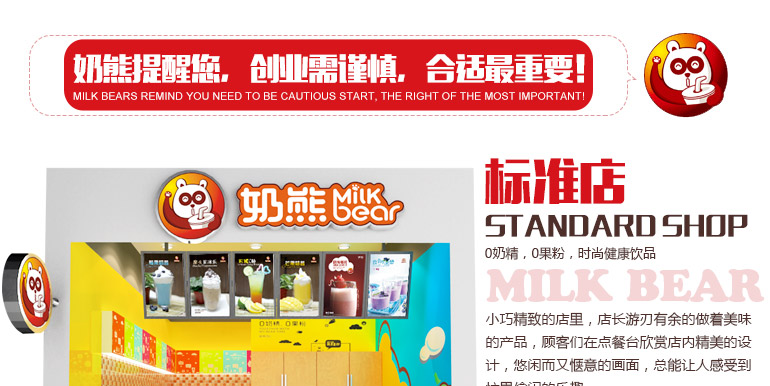 奶熊提醒您，创业需谨慎，合适最重要！
MILK BEARS REMIND YOU NEED TO BE CAUTIOUS START, THE RIGHT OF THE MOST IMPORTANT!
奶熊 Milk bear
0奶精，0果粉
标准店
STANDARD SHOP
0奶精，0果粉，时尚健康饮品
MILK BEAR
小巧精致的店里，店长游刃有余的做着美味
的产品，顾客们在点餐台欣赏店内精美的设
计，悠闲而又惬意的画面，总能让人感受到